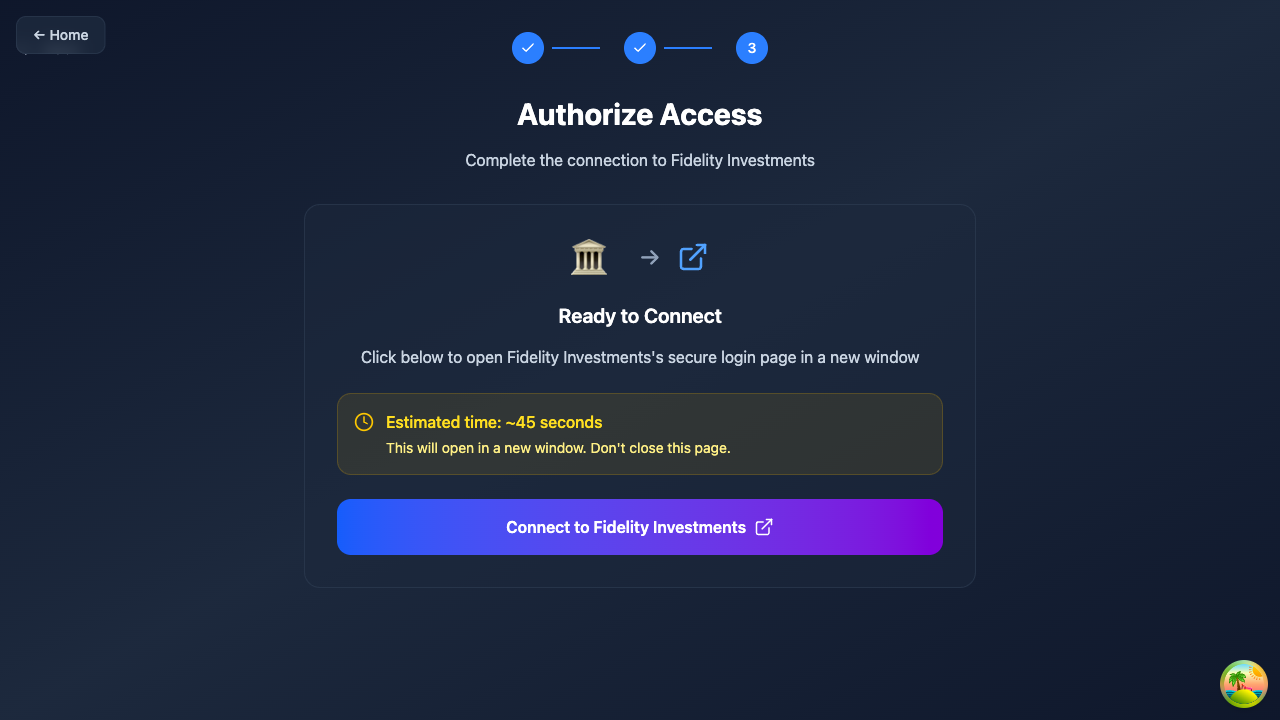 Home
3
Authorize Access
Complete the connection to Fidelity Investments
Ready to Connect
Click below to open Fidelity Investments's secure login page in a new window
Estimated time: ~45 seconds
This will open in a new window. Don't close this page.
Connect to Fidelity Investments